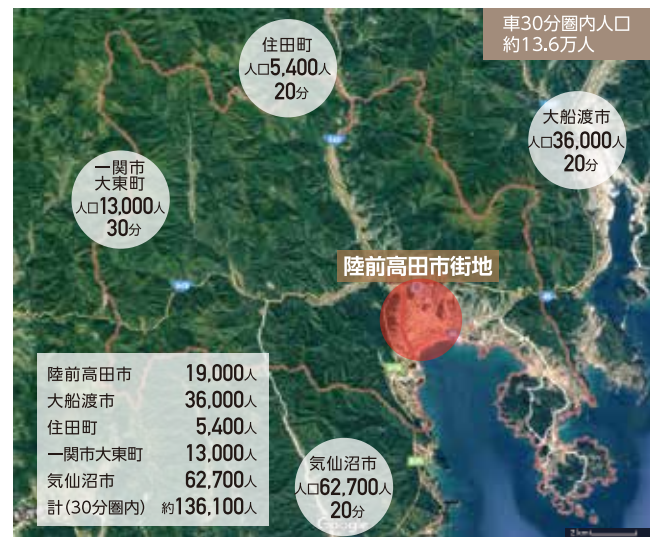 車30分圏内人口
約13.6万人
住田町
人口5,400人
20分
大船渡市
人口36,000人
20分
一関市
大東町
人口13,000人
30分
陸前高田市街地
陸前高田市 19,000人
大船渡市 36,000人
住田町 5,400人
一関市大東町 13,000人
気仙沼市 62,700人
計(30分圏内) 約136,100人
気仙沼市
人口62,700人
20分
Google